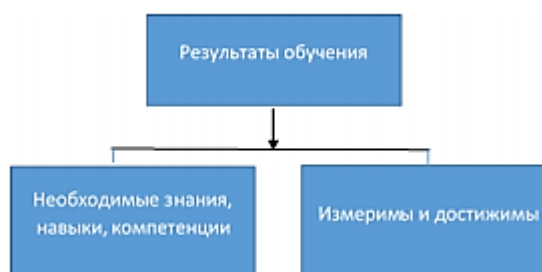 Результаты обучения
Необходимые знания,
навыки, компетенции
Измеримы и достижимы